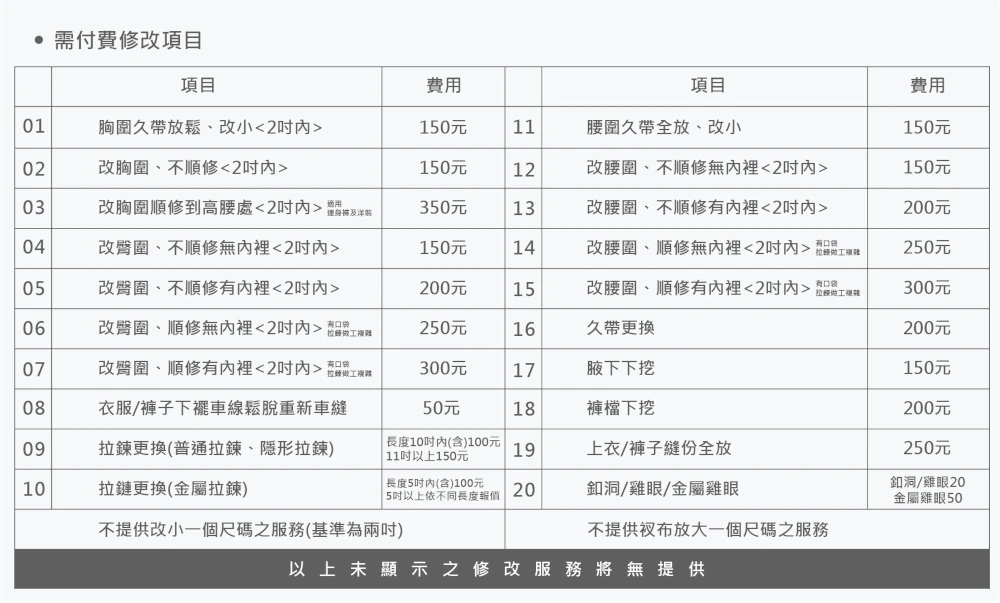 • 需付費修改項目
項目 費用 項目 費用
01 胸圍久帶放鬆、改小<2吋內> 150元 11 腰圍久帶全放、改小 150元
02 改胸圍、不順修<2吋內> 150元 12 改腰圍、不順修無內裡<2吋內> 150元
03 改胸圍順修到高腰處<2吋內> 適用 350元 13 改腰圍、不順修有內裡<2吋內> 200元
連身褲及洋裝
04 改臀圍、不順修無內裡<2吋內> 150元 14 改腰圍、順修無內裡<2吋內> 有口袋 250元
拉鍊做工複雜
05 改臀圍、不順修有內裡<2吋內> 200元 15 改腰圍、順修有內裡<2吋內> 有口袋 300元
拉鍊做工複雜
06 改臀圍、順修無內裡<2吋內> 有口袋 250元 16 久帶更換 200元
拉鍊做工複雜
07 改臀圍、順修有內裡<2吋內> 有口袋 300元 17 腋下下挖 150元
拉鍊做工複雜
08 衣服/褲子下襬車線鬆脫重新車縫 50元 18 褲檔下挖 200元
09 拉鍊更換(普通拉鍊、隱形拉鍊) 長度10吋內(含)100元 19 上衣/褲子縫份全放 250元
11吋以上150元
10 拉鏈更換(金屬拉鍊) 長度5吋內(含)100元 20 釦洞/雞眼/金屬雞眼 釦洞/雞眼20
5吋以上依不同長度報價 金屬雞眼50
不提供改小一個尺碼之服務(基準為兩吋) 不提供衩布放大一個尺碼之服務
以上未顯示之修改服務將無提供